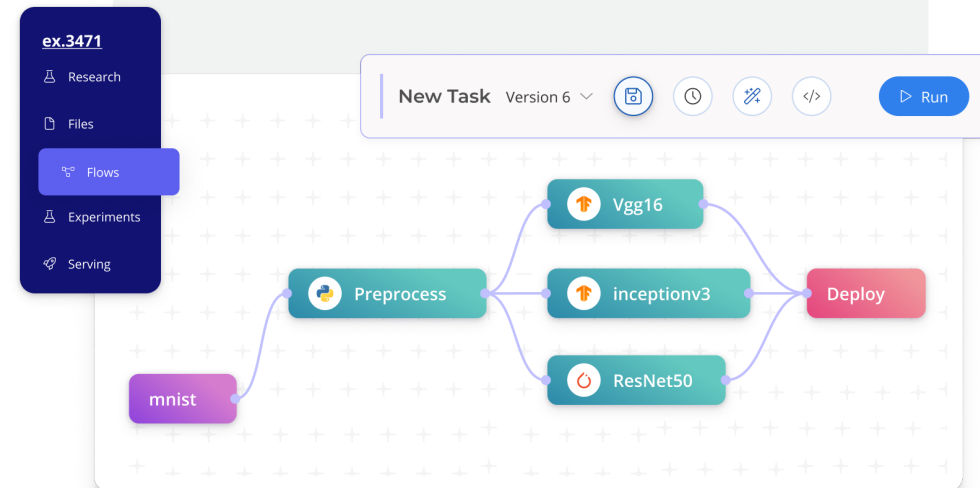 ex.3471
Research
Files
Flows
Experiments
Serving
New Task Version 6 </> Run
Vgg16
Preprocess inceptionv3 Deploy
ResNet50
mnist